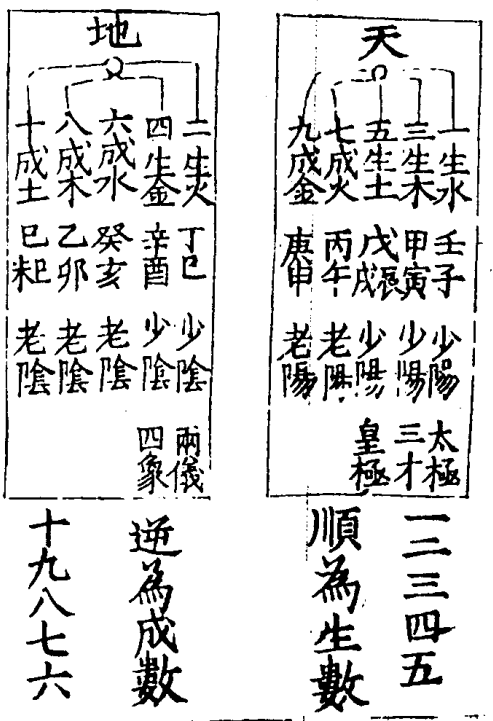 天
一生水 壬子 少陽 太極
三生木 甲寅 少陽 三才
五生土 戊辰戌 少陽 皇極
七成火 丙午 老陽
九成金 庚申 老陽
一二三四五
順為生數
地
二生火 丁巳 少陰 兩儀
四生金 辛酉 少陰 四象
六成水 癸亥 老陰
八成木 乙卯 老陰
十成土 己未 老陰
逆為成數
十九八七六